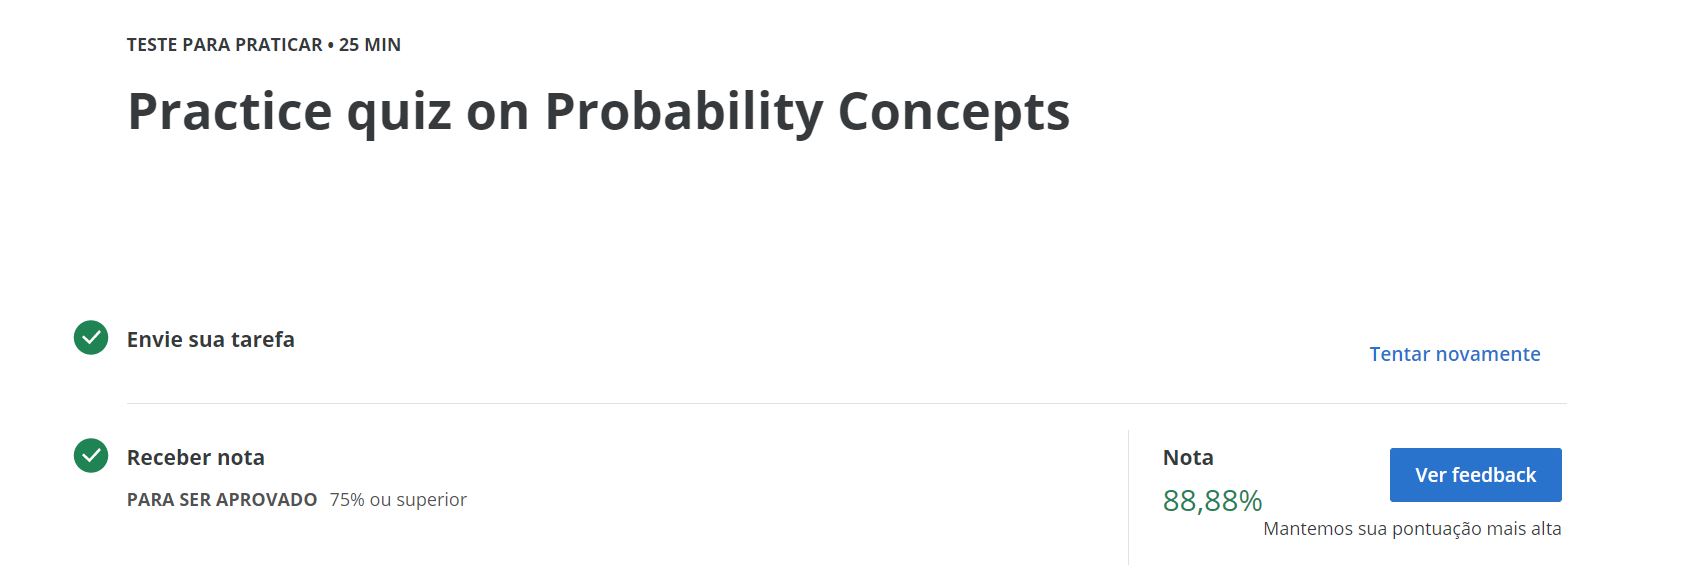 TESTE PARA PRATICAR • 25 MIN
Practice quiz on Probability Concepts
Envie sua tarefa
Tentar novamente
Receber nota
PARA SER APROVADO 75% ou superior
Nota
88,88%
Ver feedback
Mantemos sua pontuação mais alta